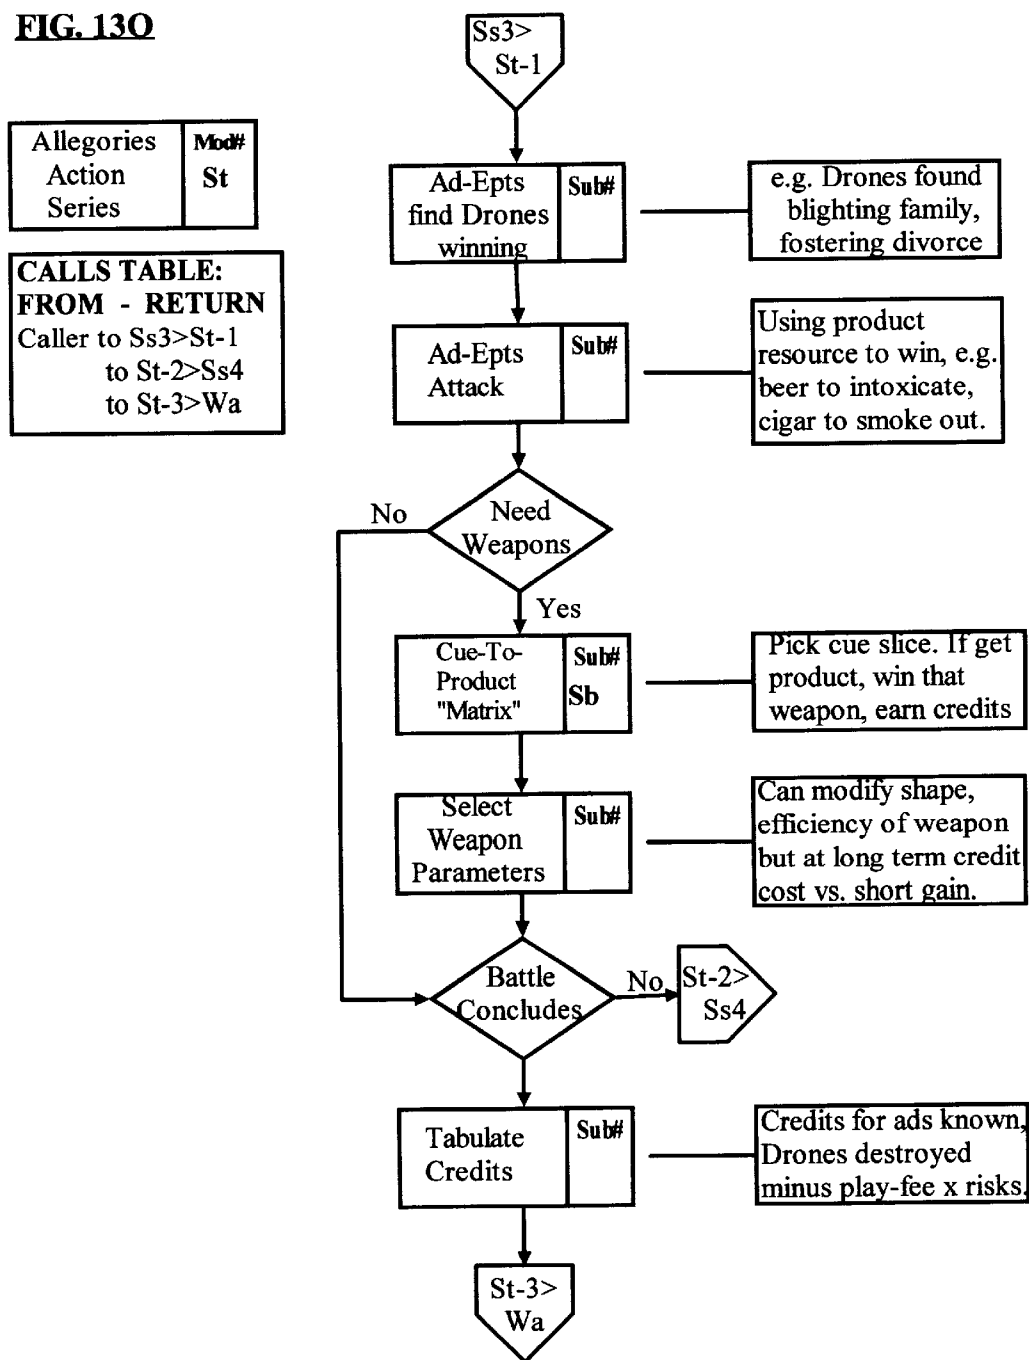 FIG. 13O
Ss3>
St-1
Allegories
Action
Series
Mod#
St
CALLS TABLE:
FROM - RETURN
Caller to Ss3>St-1
to St-2>Ss4
to St-3>Wa
Ad-Epts
find Drones
winning
Sub#
e.g. Drones found
blighting family,
fostering divorce
Ad-Epts
Attack
Sub#
Using product
resource to win, e.g.
beer to intoxicate,
cigar to smoke out.
Need
Weapons
No
Yes
Cue-To-
Product
"Matrix"
Sub#
Sb
Pick cue slice. If get
product, win that
weapon, earn credits
Select
Weapon
Parameters
Sub#
Can modify shape,
efficiency of weapon
but at long term credit
cost vs. short gain.
Battle
Concludes
No
St-2>
Ss4
Tabulate
Credits
Sub#
Credits for ads known,
Drones destroyed
minus play-fee x risks.
St-3>
Wa